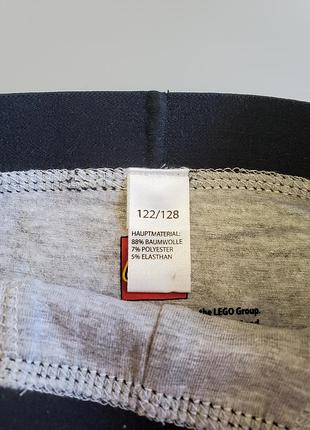 122/128
HAUPTMATERIAL:
88% BAUMWOLLE
7% POLYESTER
5% ELASTHAN
the LEGO Group.